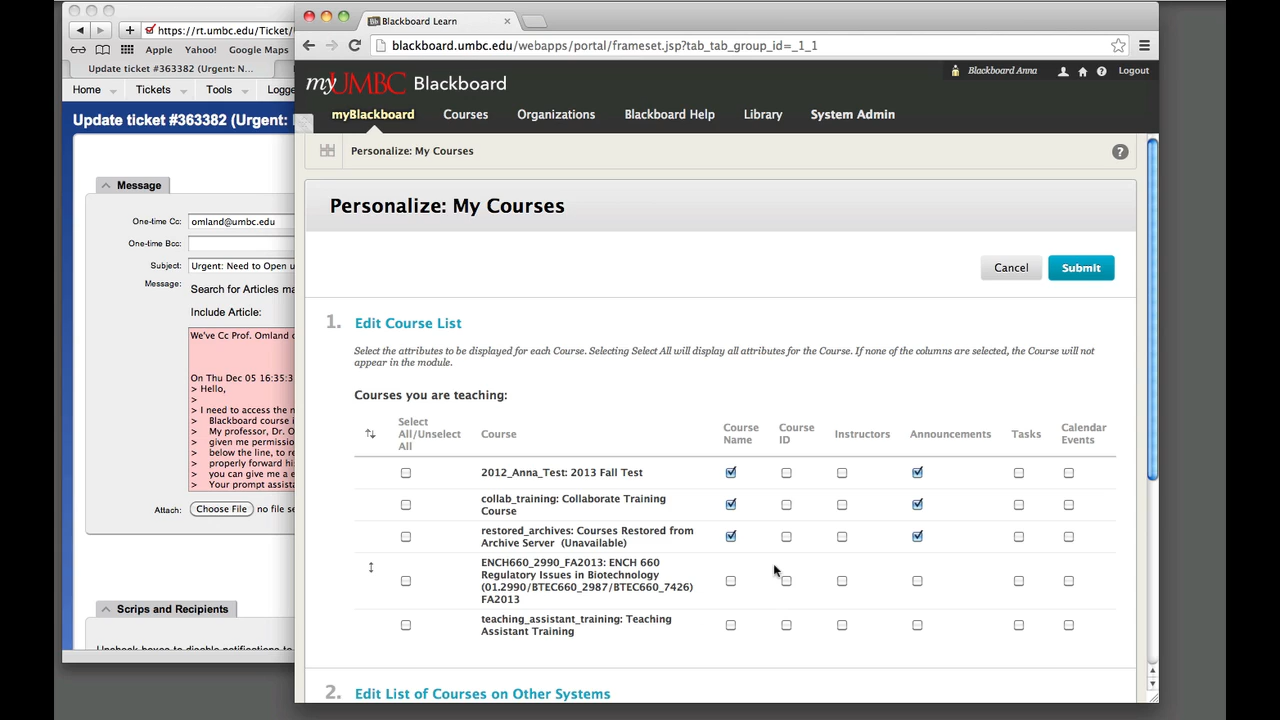 https://rt.umbc.edu/Ticket/
Apple Yahoo! Google Maps
Update ticket #363382 (Urgent: N...
Home Tickets Tools Logge
Update ticket #363382 (Urgent:
Message
One-time Cc: omland@umbc.edu
One-time Bcc:
Subject: Urgent: Need to Open u
Message: Search for Articles ma
Include Article:
We've Cc Prof. Omland
On Thu Dec 05 16:35:3
> Hello,
>
> I need to access the n
> Blackboard course i
> My professor, Dr. O
> given me permissio
> below the line, to re
> properly forward hi
> you can give me a e
> Your prompt assista
Attach: Choose File no file se
Scrips and Recipients
Uncheck boxes to disable notifications to
Blackboard Learn
blackboard.umbc.edu/webapps/portal/frameset.jsp?tab_tab_group_id=_1_1
myUMBC Blackboard
Blackboard Anna
Logout
myBlackboard Courses Organizations Blackboard Help Library System Admin
Personalize: My Courses
Personalize: My Courses
Cancel Submit
1. Edit Course List
Select the attributes to be displayed for each Course. Selecting Select All will display all attributes for the Course. If none of the columns are selected, the Course will not
appear in the module.
Courses you are teaching:
Select All/Unselect All Course Course Name Course ID Instructors Announcements Tasks Calendar Events
2012_Anna_Test: 2013 Fall Test
collab_training: Collaborate Training
Course
restored_archives: Courses Restored from
Archive Server (Unavailable)
ENCH660_2990_FA2013: ENCH 660
Regulatory Issues in Biotechnology
(01.2990/BTEC660_2987/BTEC660_7426)
FA2013
teaching_assistant_training: Teaching
Assistant Training
2. Edit List of Courses on Other Systems